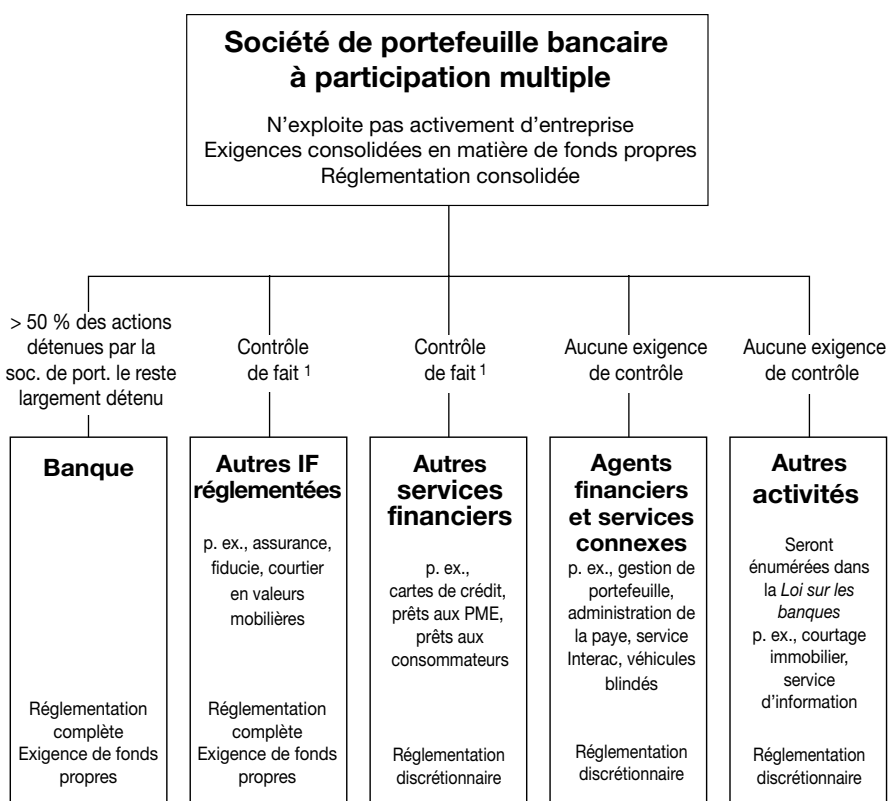 Société de portefeuille bancaire
à participation multiple
N'exploite pas activement d'entreprise
Exigences consolidées en matière de fonds propres
Réglementation consolidée
> 50 % des actions
détenues par la
soc. de port. le reste
largement détenu
Contrôle
de fait 1
Contrôle
de fait 1
Aucune exigence
de contrôle
Aucune exigence
de contrôle
Banque
Réglementation
complète
Exigence de fonds
propres
Autres IF
réglementées
p. ex., assurance,
fiducie, courtier
en valeurs
mobilières
Réglementation
complète
Exigence de fonds
propres
Autres
services
financiers
p. ex.,
cartes de crédit,
prêts aux PME,
prêts aux
consommateurs
Réglementation
discrétionnaire
Agents
financiers
et services
connexes
p. ex., gestion de
portefeuille,
administration de
la paye, service
Interac, véhicules
blindés
Réglementation
discrétionnaire
Autres
activités
Seront
énumérées dans
la Loi sur les
banques
p. ex., courtage
immobilier,
service
d'information
Réglementation
discrétionnaire